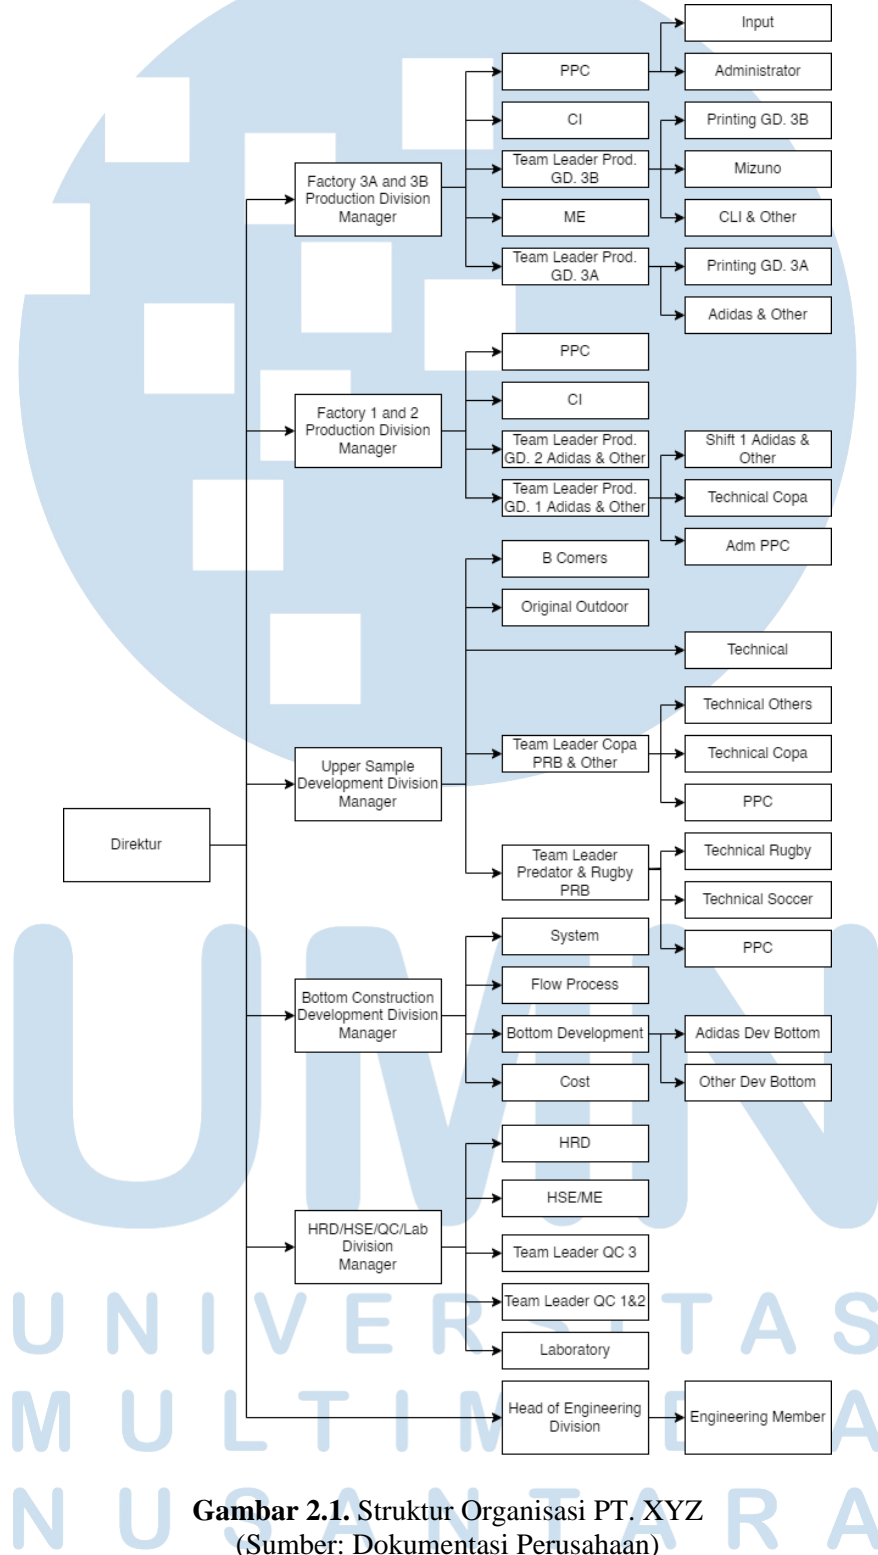 Input
PPC
Administrator
CI
Printing GD. 3B
Factory 3A and 3B
Production Division
Manager
Team Leader Prod.
GD. 3B
Mizuno
ME
CLI & Other
Team Leader Prod.
GD. 3A
Printing GD. 3A
Adidas & Other
PPC
CI
Factory 1 and 2
Production Division
Manager
Team Leader Prod.
GD. 2 Adidas & Other
Shift 1 Adidas &
Other
Team Leader Prod.
GD. 1 Adidas & Other
Technical Copa
Adm PPC
B Comers
Original Outdoor
Technical
Technical Others
Upper Sample
Development Division
Manager
Team Leader Copa
PRB & Other
Technical Copa
PPC
Direktur
Team Leader
Predator & Rugby
PRB
Technical Rugby
Technical Soccer
PPC
System
Flow Process
Bottom Construction
Development Division
Manager
Bottom Development
Adidas Dev Bottom
Cost
Other Dev Bottom
HRD
HSE/ME
HRD/HSE/QC/Lab
Division
Manager
Team Leader QC 3
Team Leader QC 1&2
Laboratory
Head of Engineering
Division
Engineering Member
UMN
UNIVERSITAS
MULTIMEDIA
NUSANTARA
Gambar 2.1. Struktur Organisasi PT. XYZ
(Sumber: Dokumentasi Perusahaan)